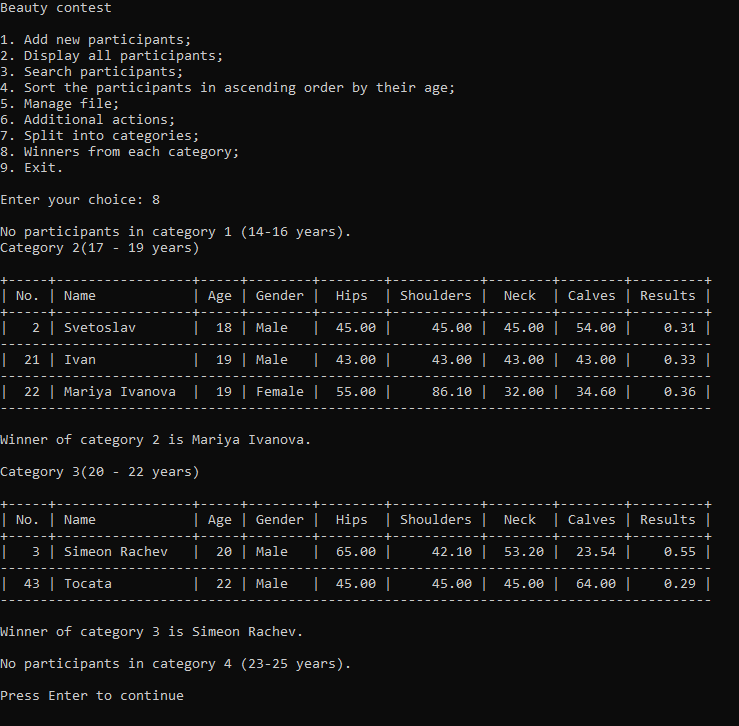 Beauty contest
1. Add new participants;
2. Display all participants;
3. Search participants;
4. Sort the participants in ascending order by their age;
5. Manage file;
6. Additional actions;
7. Split into categories;
8. Winners from each category;
9. Exit.
Enter your choice: 8
No participants in category 1 (14-16 years).
Category 2(17 - 19 years)
+-----+-----------------+-----+--------+--------+-----------+--------+--------+---------+
| No. | Name            | Age | Gender |  Hips  | Shoulders |  Neck  | Calves | Results |
+-----+-----------------+-----+--------+--------+-----------+--------+--------+---------+
|   2 | Svetoslav       |  18 | Male   |  45.00 |     45.00 |  45.00 |  54.00 |    0.31 |
-----------------------------------------------------------------------------------------
|  21 | Ivan            |  19 | Male   |  43.00 |     43.00 |  43.00 |  43.00 |    0.33 |
-----------------------------------------------------------------------------------------
|  22 | Mariya Ivanova  |  19 | Female |  55.00 |     86.10 |  32.00 |  34.60 |    0.36 |
-----------------------------------------------------------------------------------------
Winner of category 2 is Mariya Ivanova.
Category 3(20 - 22 years)
+-----+-----------------+-----+--------+--------+-----------+--------+--------+---------+
| No. | Name            | Age | Gender |  Hips  | Shoulders |  Neck  | Calves | Results |
+-----+-----------------+-----+--------+--------+-----------+--------+--------+---------+
|   3 | Simeon Rachev   |  20 | Male   |  65.00 |     42.10 |  53.20 |  23.54 |    0.55 |
-----------------------------------------------------------------------------------------
|  43 | Tocata          |  22 | Male   |  45.00 |     45.00 |  45.00 |  64.00 |    0.29 |
-----------------------------------------------------------------------------------------
Winner of category 3 is Simeon Rachev.
No participants in category 4 (23-25 years).
Press Enter to continue